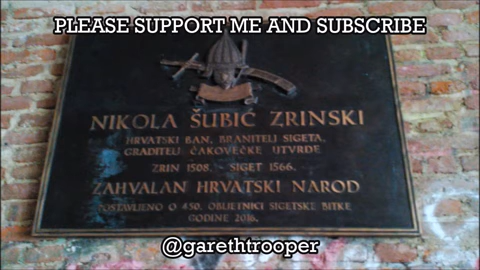 PLEASE SUPPORT ME AND SUBSCRIBE
NIKOLA ŠUBIĆ ZRINSKI
HRVATSKI BAN, BRANITELJ SIGETA,
GRADITELJ ČAKOVEČKE UTVRDE
ZRIN 1508. - SIGET 1566.
ZAHVALAN HRVATSKI NAROD
POSTAVLJENO O 450. OBLJETNICI SIGETSKE BITKE
GODINE 2016.
@garethtrooper